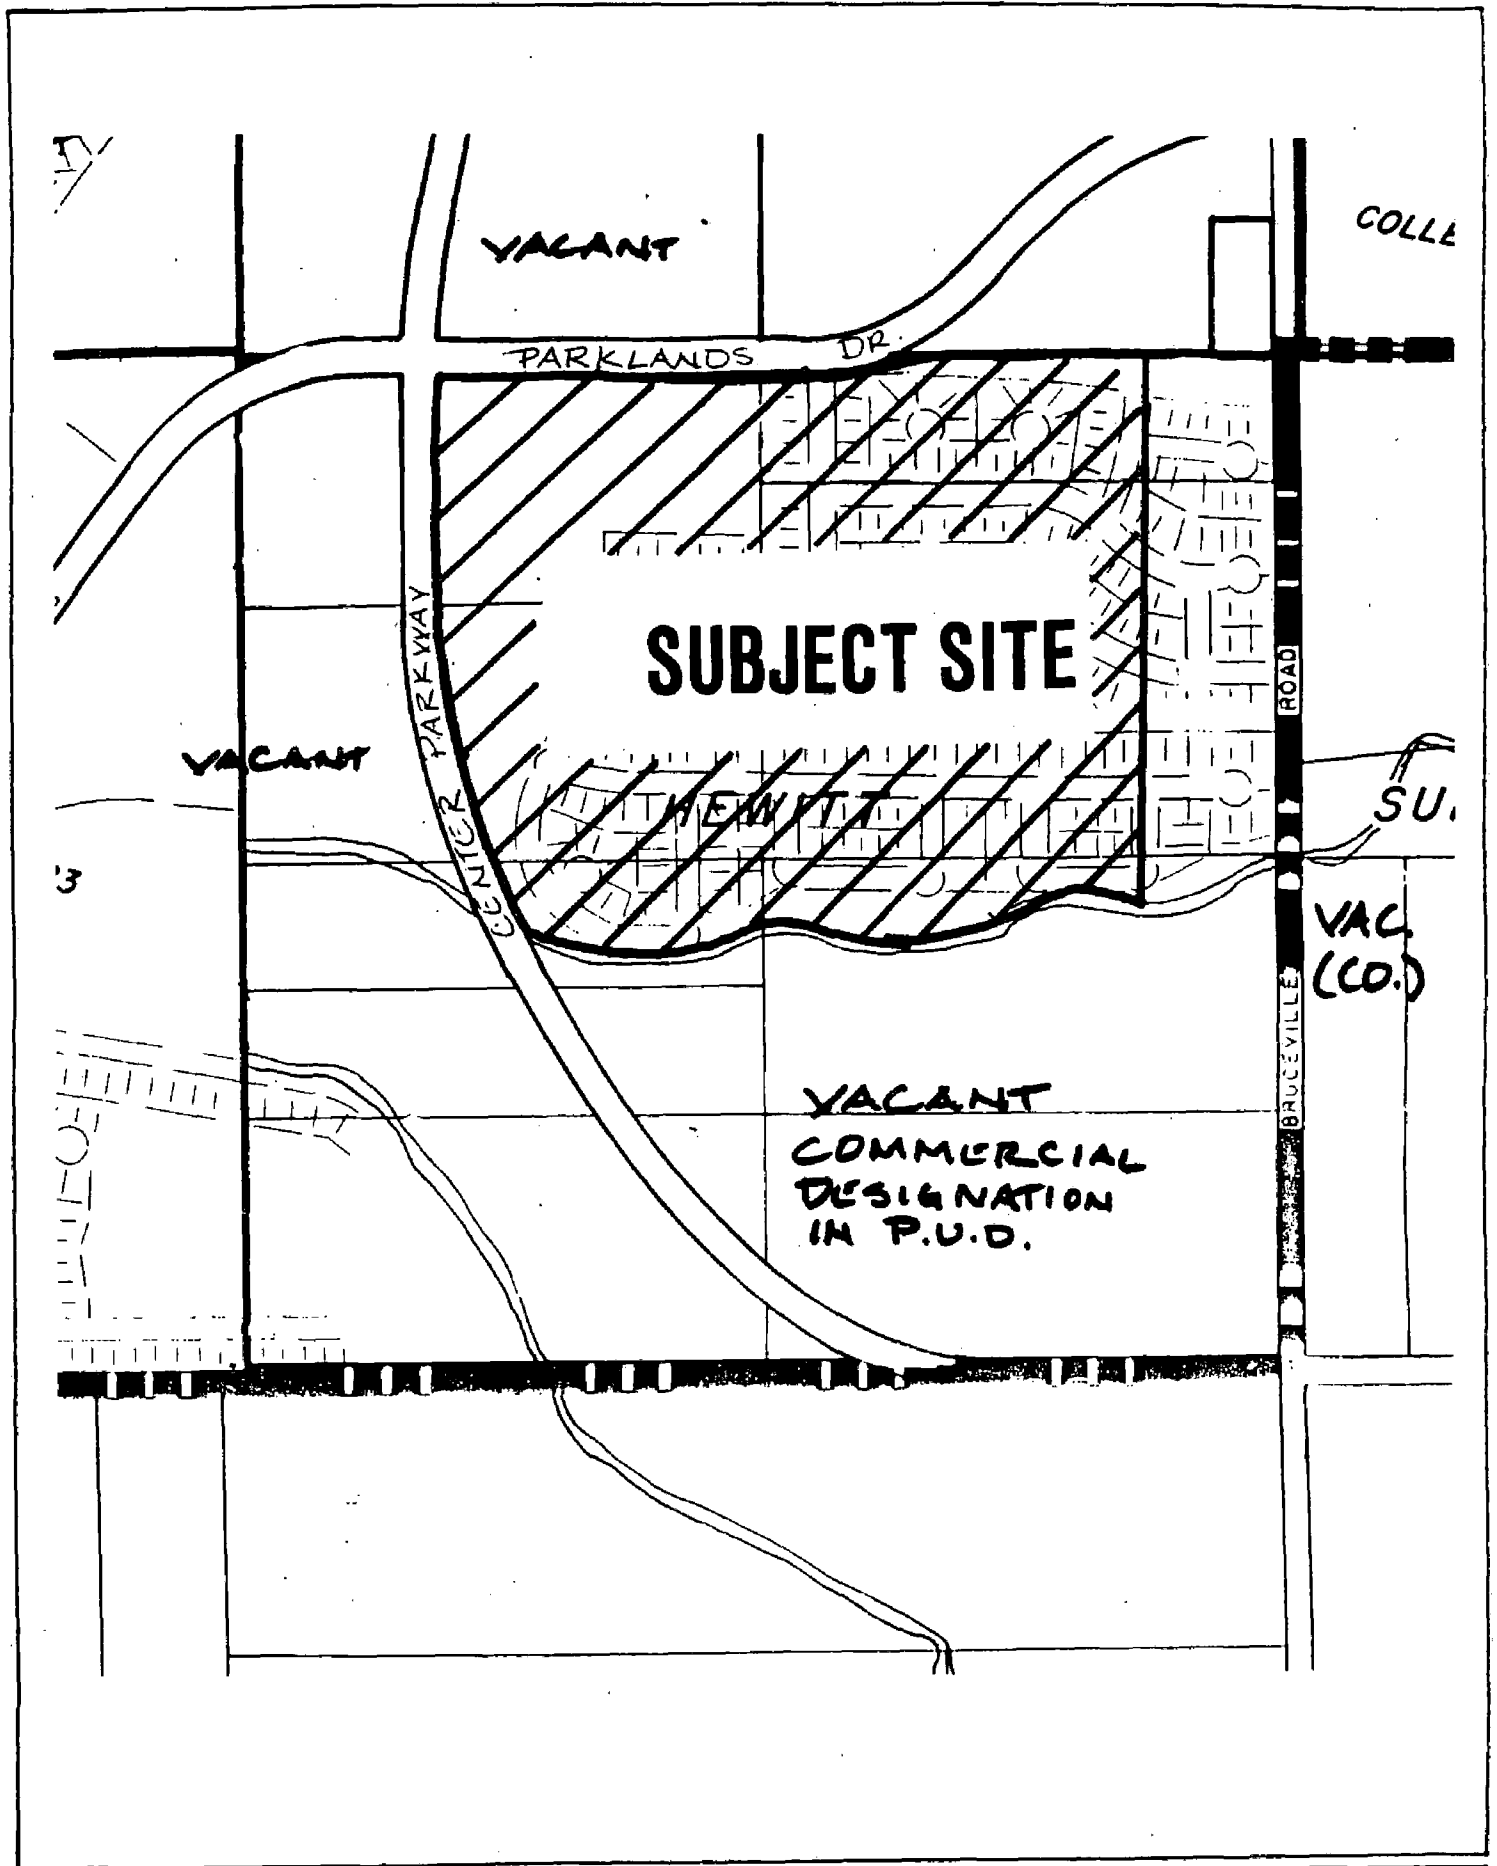 COLLE
VACANT
PARKLANDS DR.
SUBJECT SITE
PARKWAY
ROAD
VACANT
HEWITT
SU
CENTER
'3
VAC.
(CO.)
BRUCEVILLE
VACANT
COMMERCIAL
DESIGNATION
IN P.U.D.